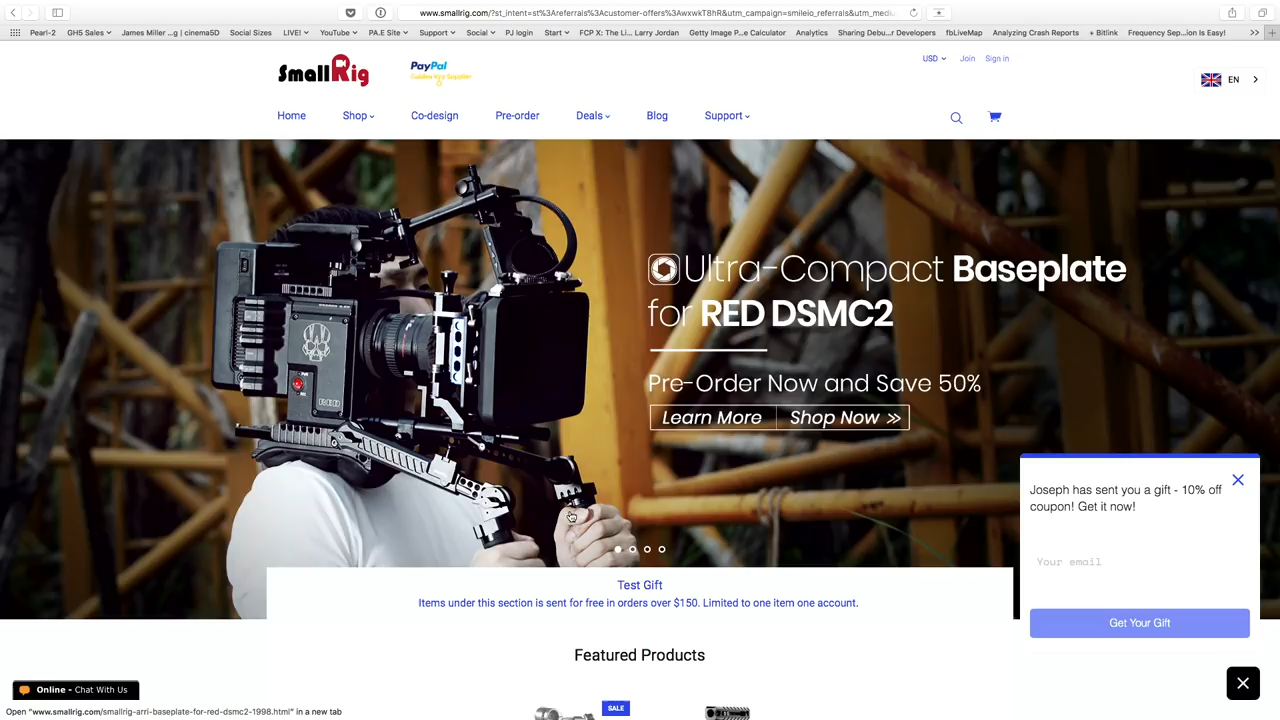 www.smallrig.com/?st_intent=st%3Areferrals%3Acustomer-offers%3AwxwkT8hR&utm_campaign=smileio_referrals&utm_mediu
Pearl-2 GH5 Sales James Miller ...g | cinema5D Social Sizes LIVE! YouTube PA.E Site Support Social PJ login Start FCP X: The Li... Larry Jordan Getty Image P...e Calculator Analytics Sharing Debu...r Developers fbLiveMap Analyzing Crash Reports + Bitlink Frequency Sep...ion Is Easy! >> +
SmallRig
PayPal
USD Join Sign in
EN
Home Shop Co-design Pre-order Deals Blog Support
Ultra-Compact Baseplate
for RED DSMC2
Pre-Order Now and Save 50%
Learn More Shop Now >>
Joseph has sent you a gift - 10% off
coupon! Get it now!
Your email
Get Your Gift
Test Gift
Items under this section is sent for free in orders over $150. Limited to one item one account.
Featured Products
SALE
Online - Chat With Us
Open "www.smallrig.com/smallrig-arri-baseplate-for-red-dsmc2-1998.html" in a new tab